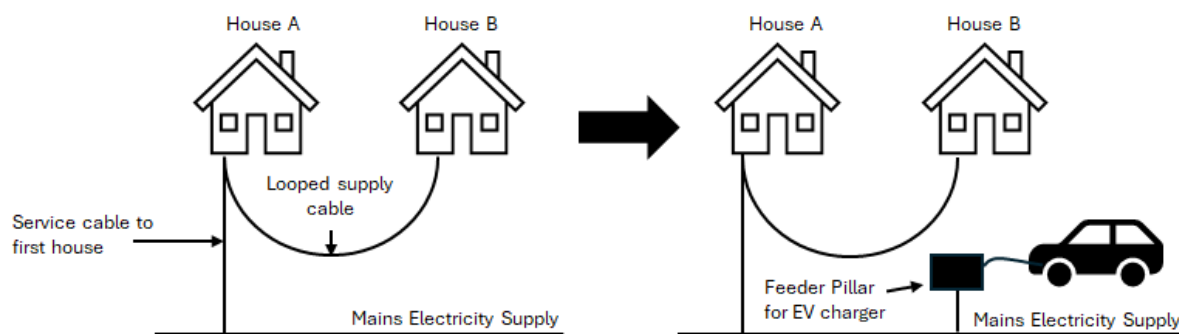 House A
House B
Looped supply
cable
Service cable to
first house
Mains Electricity Supply
House A
House B
Feeder Pillar
for EV charger
Mains Electricity Supply